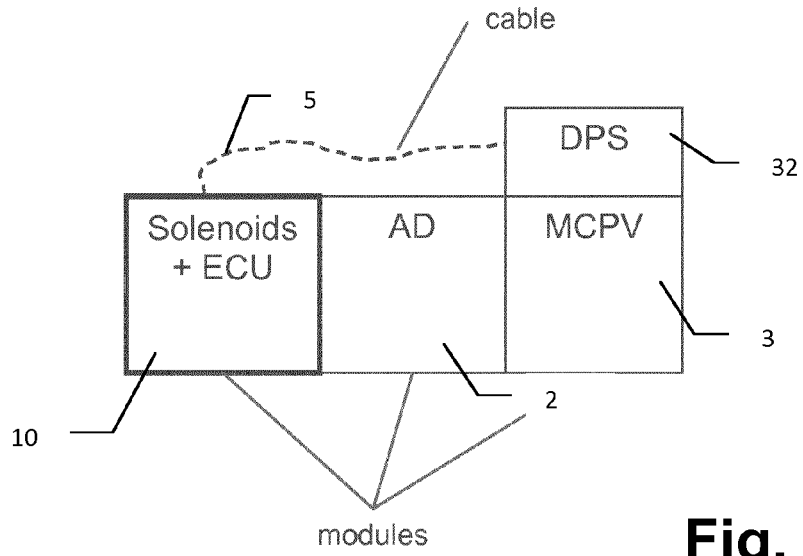 cable
5
DPS
32
Solenoids
+ ECU
AD
MCPV
3
2
10
modules
Fig.